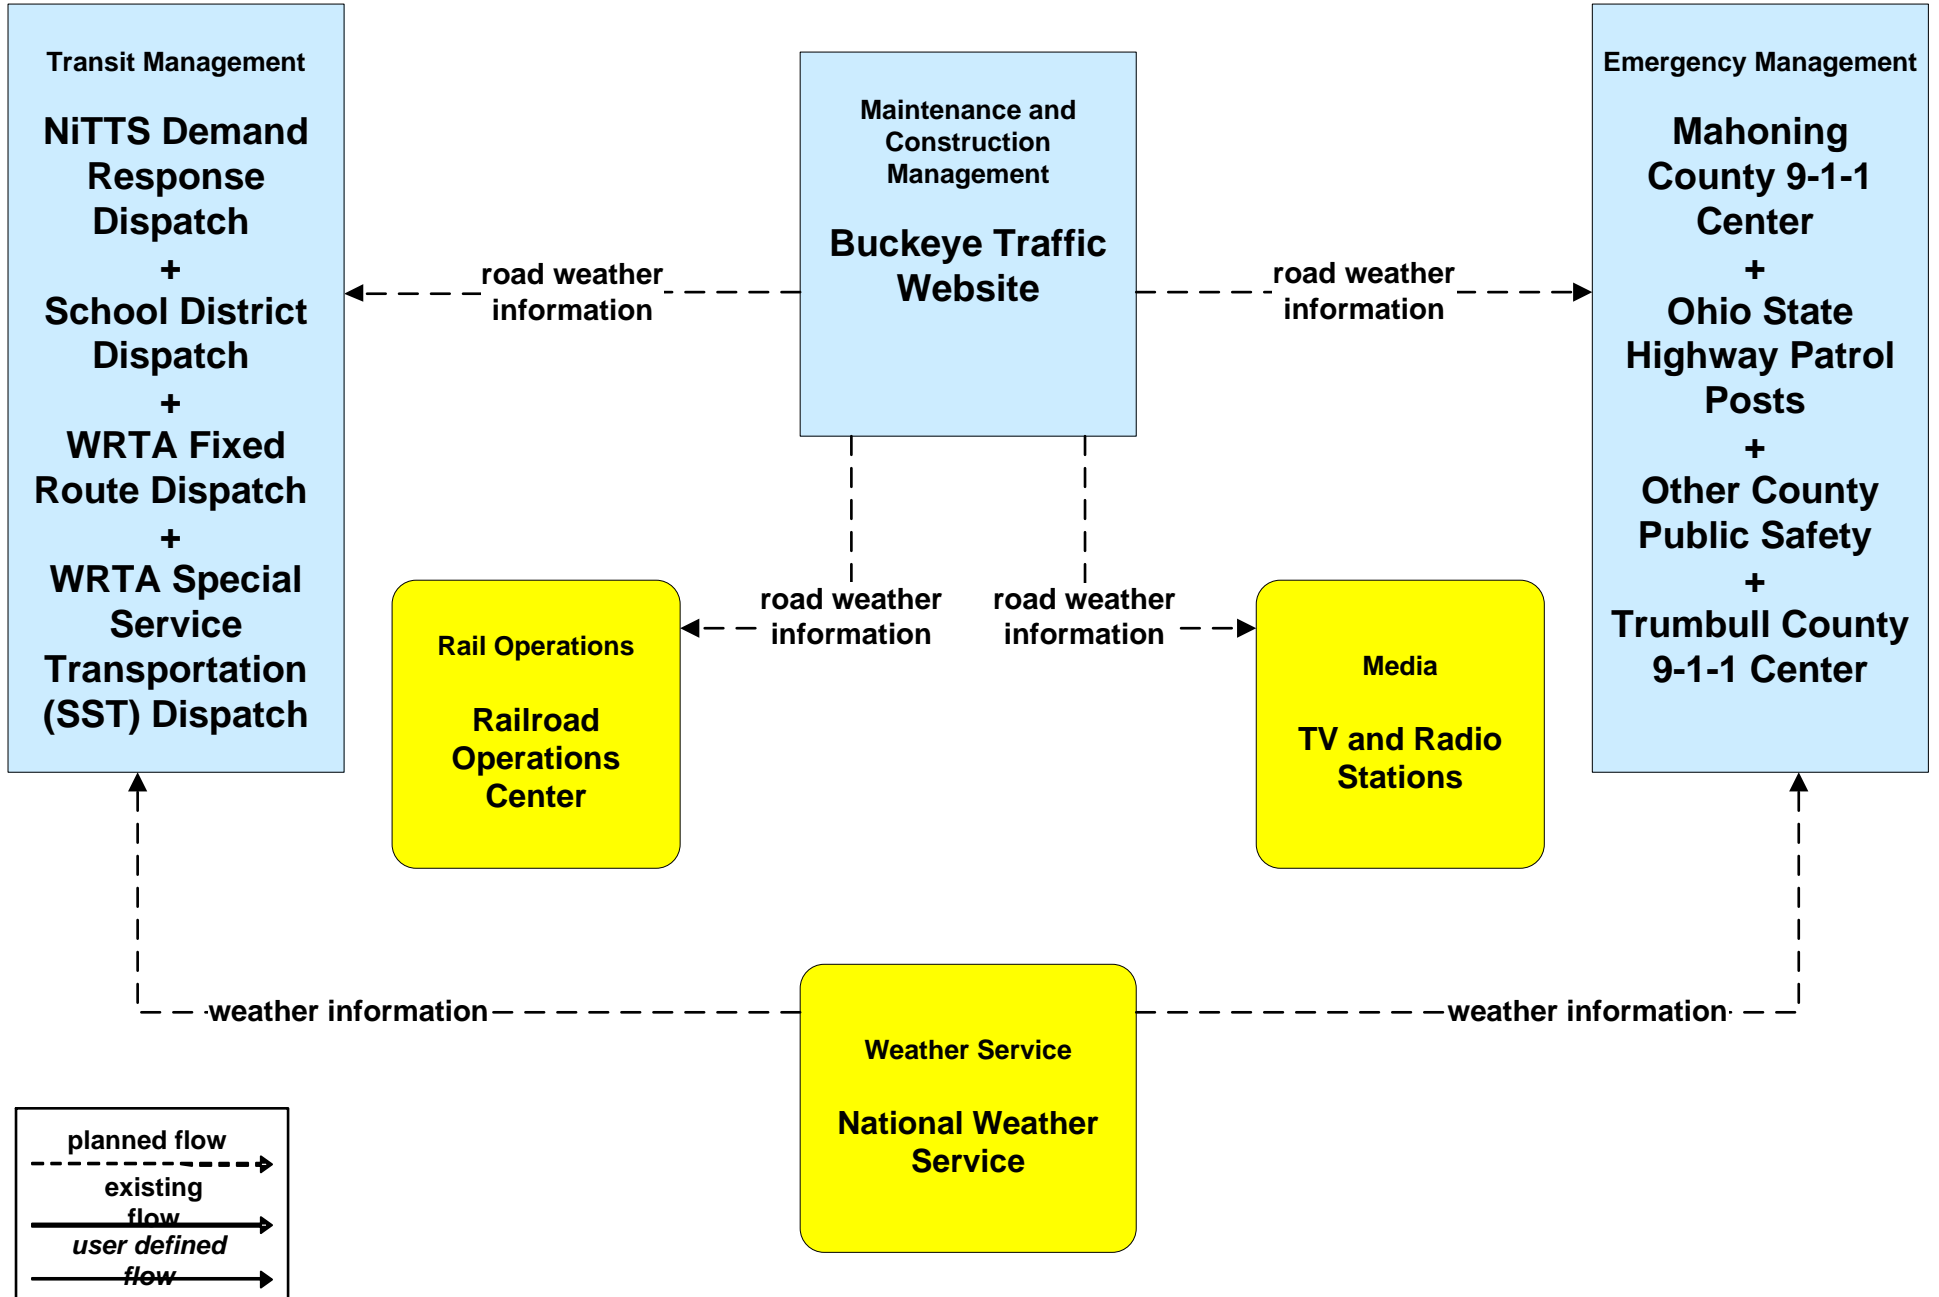 Transit Management
NiTTS Demand
Response
Dispatch
+
School District
Dispatch
+
WRTA Fixed
Route Dispatch
+
WRTA Special
Service
Transportation
(SST) Dispatch
Maintenance and
Construction
Management
Buckeye Traffic
Website
Emergency Management
Mahoning
County 9-1-1
Center
+
Ohio State
Highway Patrol
Posts
+
Other County
Public Safety
+
Trumbull County
9-1-1 Center
road weather
information
road weather
information
road weather
information
road weather
information
Rail Operations
Railroad
Operations
Center
Media
TV and Radio
Stations
weather information
weather information
Weather Service
National Weather
Service
planned flow
existing
flow
user defined
flow